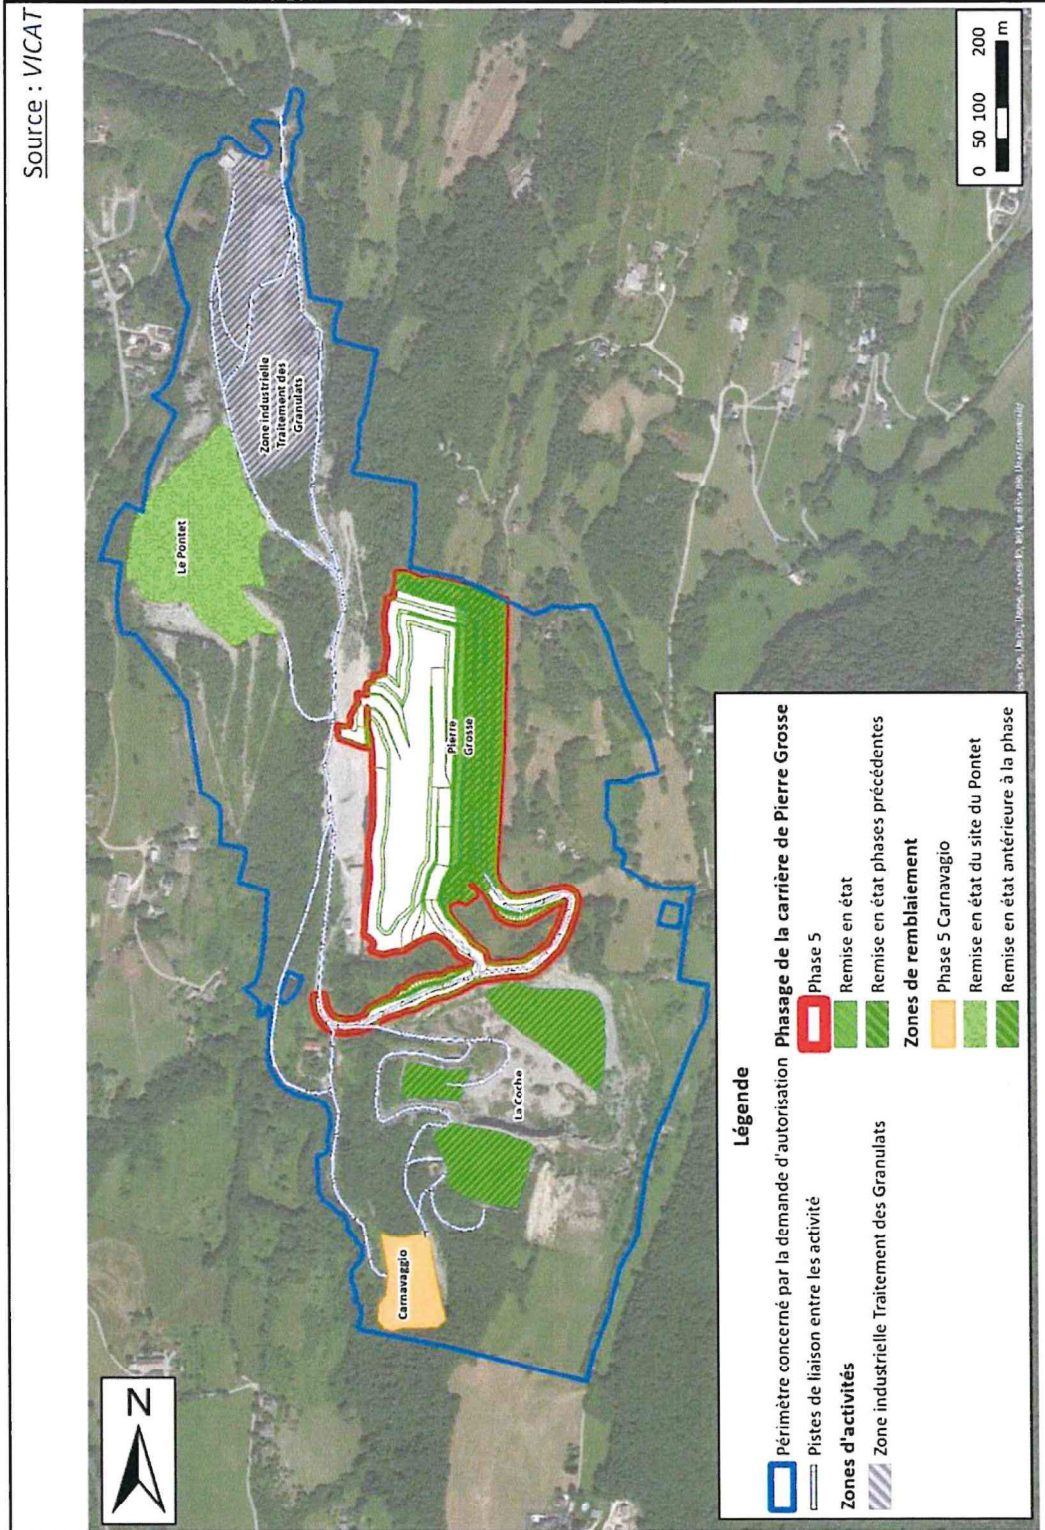 Source : VICAT
N
Le Pontet
Zone industrielle
Traitement des
Granulats
Pierre
Grosse
La Coche
Carnavaggio
0 50 100 200
m
Légende
Périmètre concerné par la demande d'autorisation
Pistes de liaison entre les activité
Zones d'activités
Zone industrielle Traitement des Granulats
Phasage de la carrière de Pierre Grosse
Phase 5
Remise en état
Remise en état phases précédentes
Zones de remblaiement
Phase 5 Carnavagio
Remise en état du site du Pontet
Remise en état antérieure à la phase